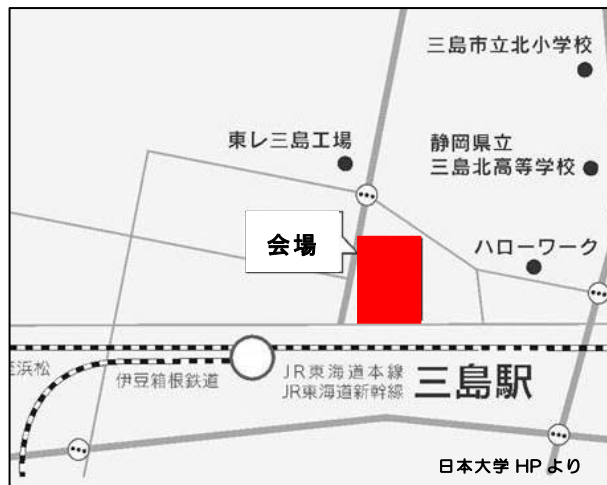 三島市立北小学校
東レ三島工場
静岡県立
三島北高等学校
会場
ハローワーク
至浜松
伊豆箱根鉄道
JR東海道本線
JR東海道新幹線
三島駅
日本大学 HP より